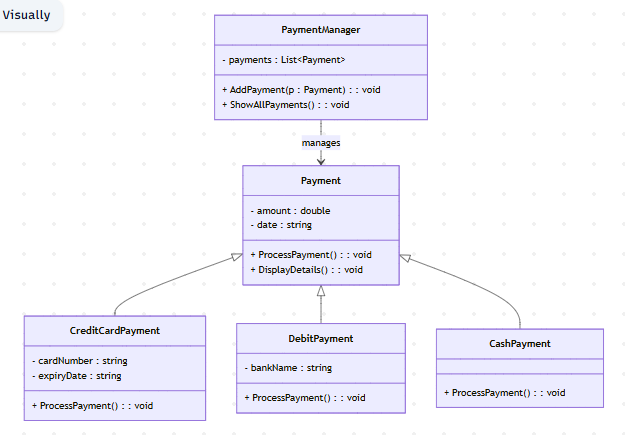 Visually
PaymentManager
- payments : List<Payment>
+ AddPayment(p : Payment) : : void
+ ShowAllPayments() : : void
manages
Payment
- amount : double
- date : string
+ ProcessPayment() : : void
+ DisplayDetails() : : void
CreditCardPayment
- cardNumber : string
- expiryDate : string
+ ProcessPayment() : : void
DebitPayment
- bankName : string
+ ProcessPayment() : : void
CashPayment
+ ProcessPayment() : : void